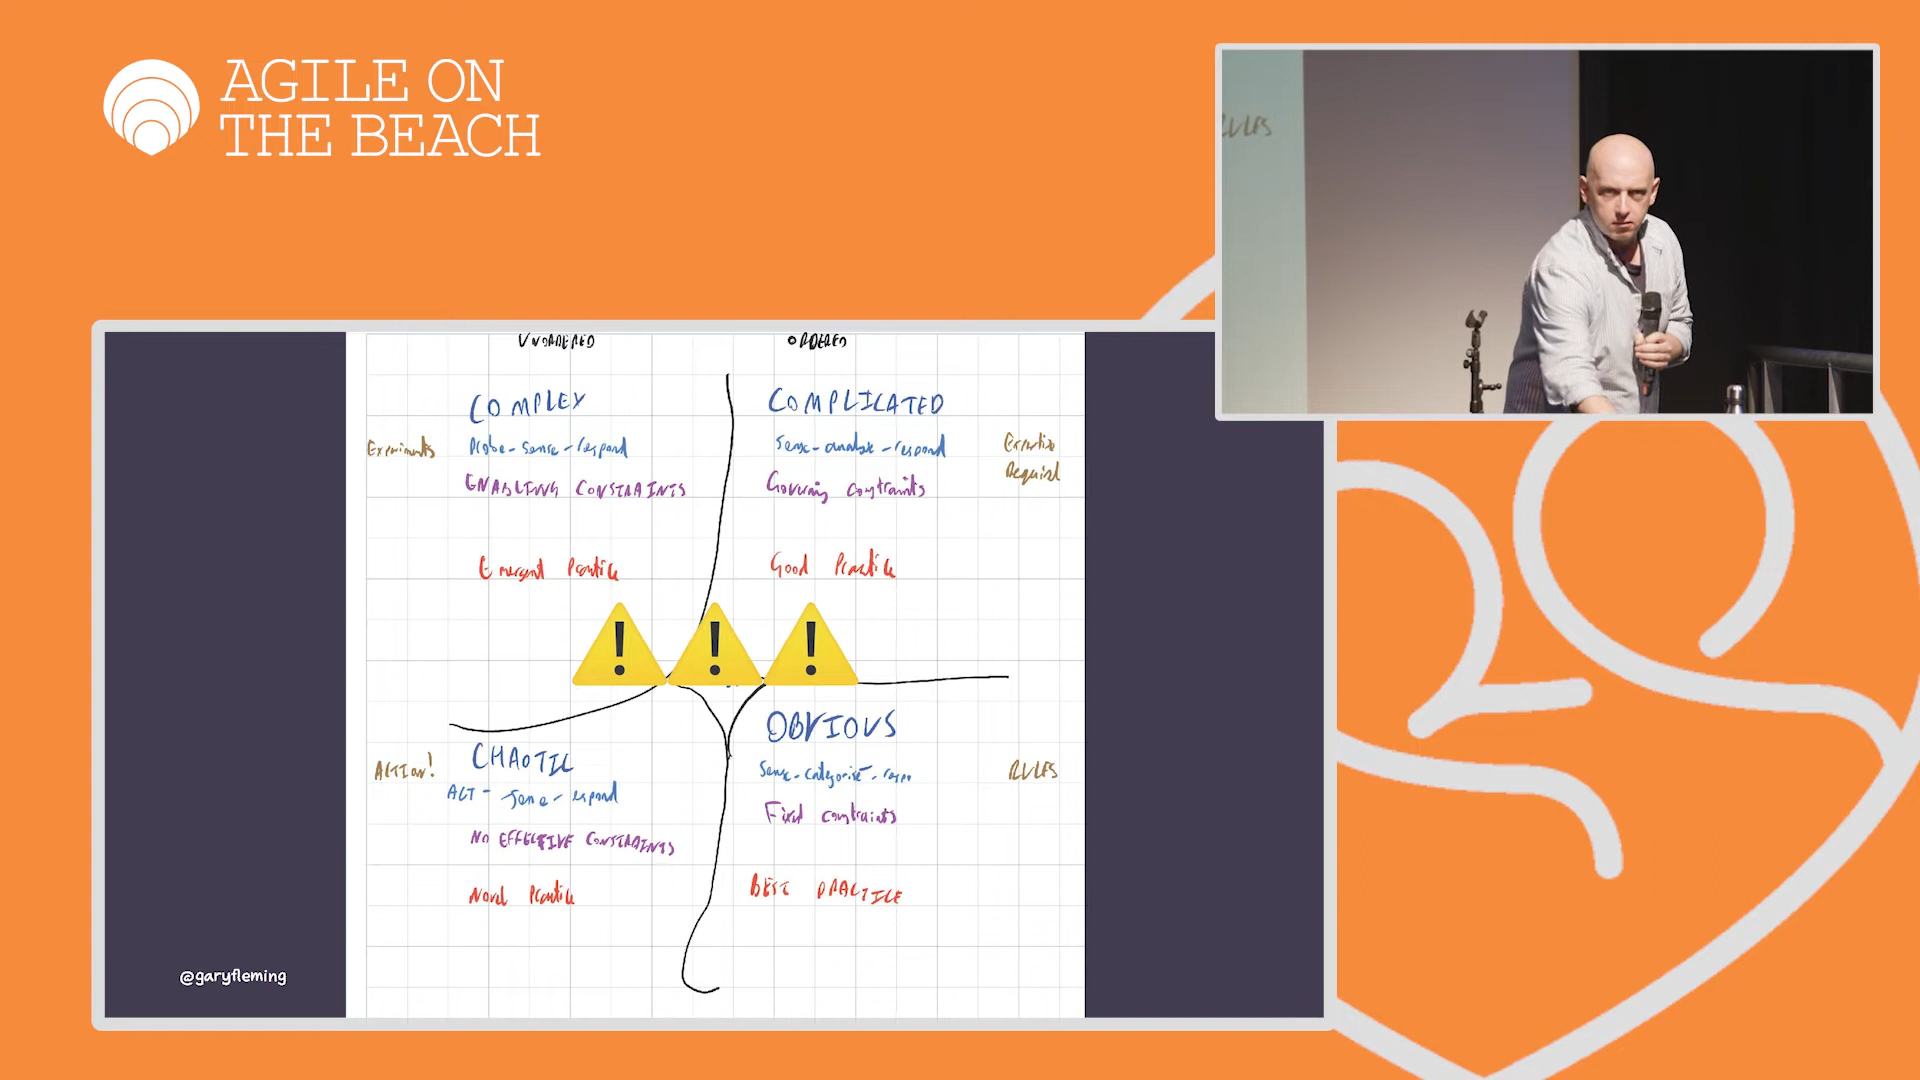 AGILE ON
THE BEACH
RULES
UNORDERED
ORDERED
COMPLEX
Probe-sense-respond
ENABLING CONSTRAINTS
Experiments
Emergent Practice
COMPLICATED
Sense-analyse-respond
Governing constraints
Expertise
Required
Good Practice
CHAOTIC
ACT-sense-respond
NO EFFECTIVE CONSTRAINTS
ACTION!
Novel Practice
OBVIOUS
Sense-categorise-respo
Fixed constraints
RULES
BEST PRACTICE
@garyfleming